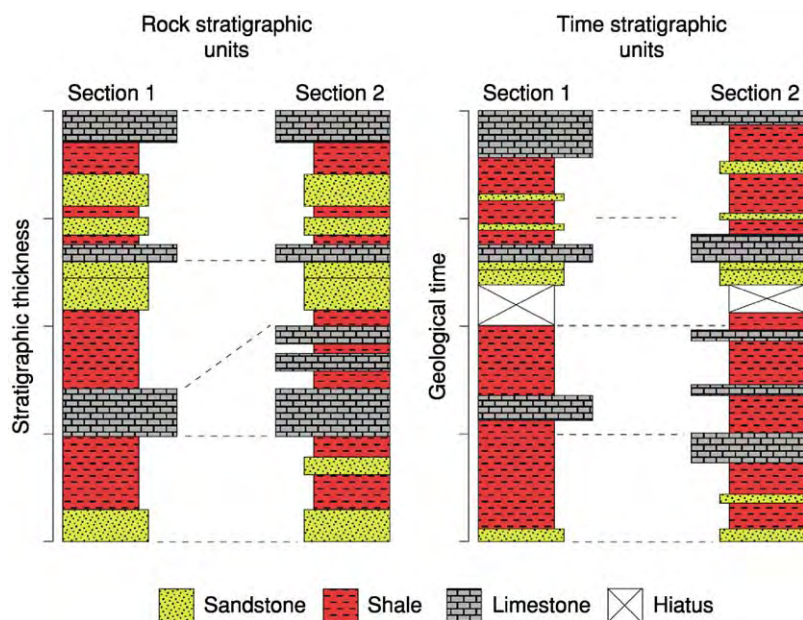 Rock stratigraphic
units
Time stratigraphic
units
Section 1
Section 2
Section 1
Section 2
Stratigraphic thickness
Geological time
Sandstone
Shale
Limestone
Hiatus